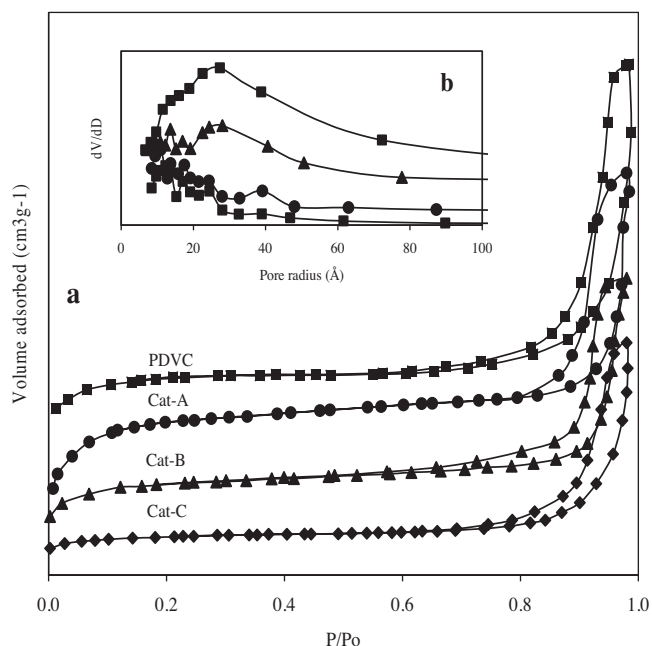 b
dV/dD
0 20 40 60 80 100
Pore radius (Å)
Volume adsorbed (cm3g-1)
a
PDVC
Cat-A
Cat-B
Cat-C
0.0 0.2 0.4 0.6 0.8 1.0
P/Po